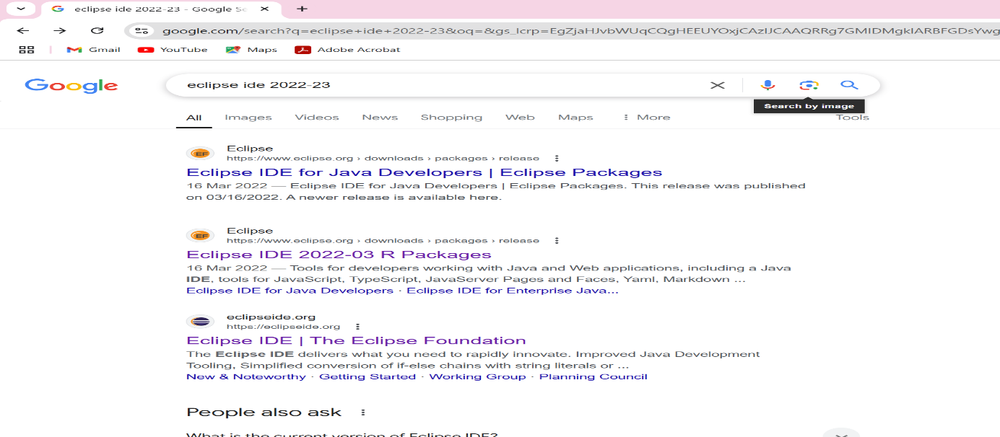 eclipse ide 2022-23 - Google Se
google.com/search?q=eclipse+ide+2022-23&oq=&gs_lcrp=EgZjaHJvbWUqCQgHEEUYOxjCAzIJCAAQRRg7GMIDMgkIARBFGDsYwg
Gmail YouTube Maps Adobe Acrobat
Google eclipse ide 2022-23
Search by image
All Images Videos News Shopping Web Maps More Tools
Eclipse
https://www.eclipse.org › downloads › packages › release
Eclipse IDE for Java Developers | Eclipse Packages
16 Mar 2022 — Eclipse IDE for Java Developers | Eclipse Packages. This release was published
on 03/16/2022. A newer release is available here.
Eclipse
https://www.eclipse.org › downloads › packages › release
Eclipse IDE 2022-03 R Packages
16 Mar 2022 — Tools for developers working with Java and Web applications, including a Java
IDE, tools for JavaScript, TypeScript, JavaServer Pages and Faces, Yaml, Markdown ...
Eclipse IDE for Java Developers · Eclipse IDE for Enterprise Java...
eclipseide.org
https://eclipseide.org
Eclipse IDE | The Eclipse Foundation
The Eclipse IDE delivers what you need to rapidly innovate. Improved Java Development
Tooling, Simplified conversion of if-else chains with string literals or ...
New & Noteworthy · Getting Started · Working Group · Planning Council
People also ask
What is the current version of Eclipse IDE?